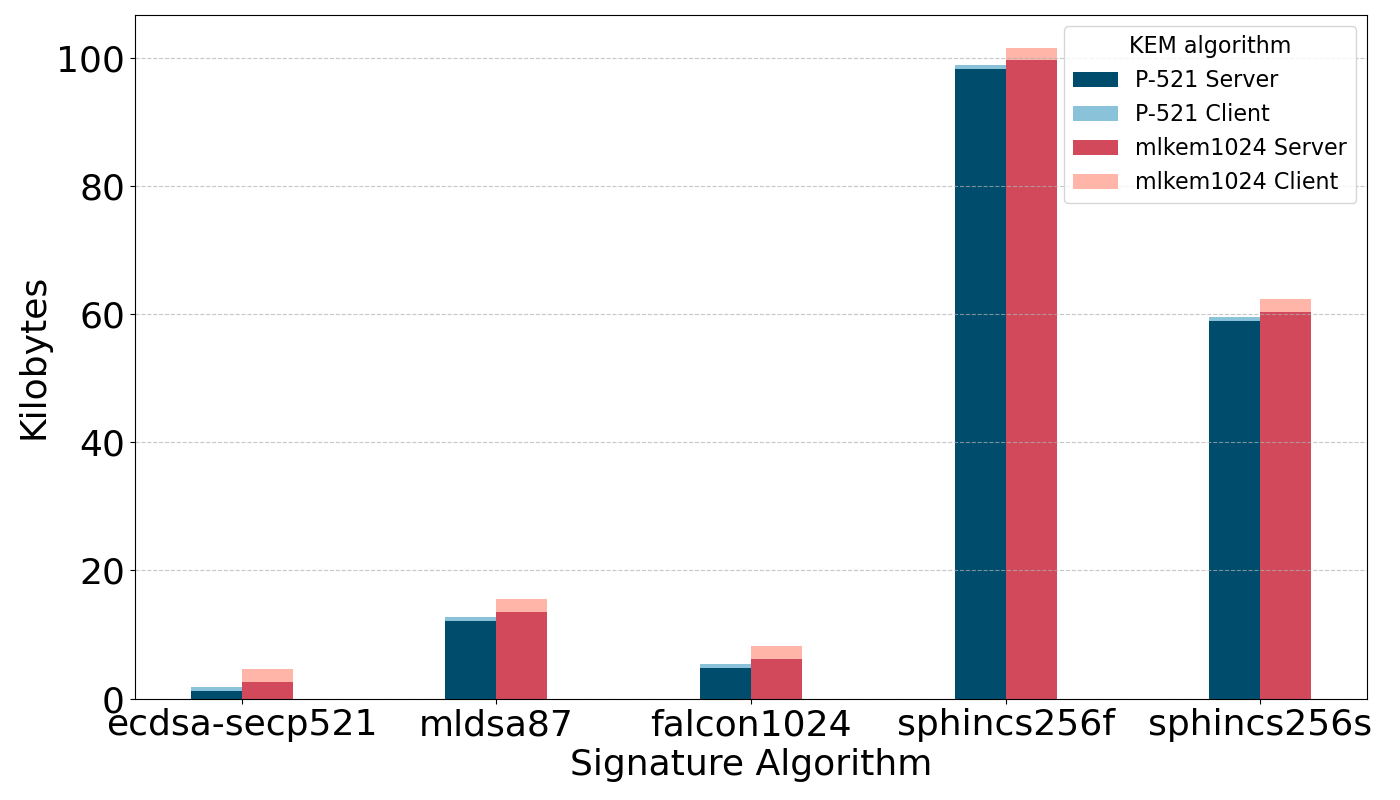 KEM algorithm
P-521 Server
P-521 Client
mlkem1024 Server
mlkem1024 Client
Kilobytes
100
80
60
40
20
0
ecdsa-secp521 mldsa87 falcon1024 sphincs256f sphincs256s
Signature Algorithm